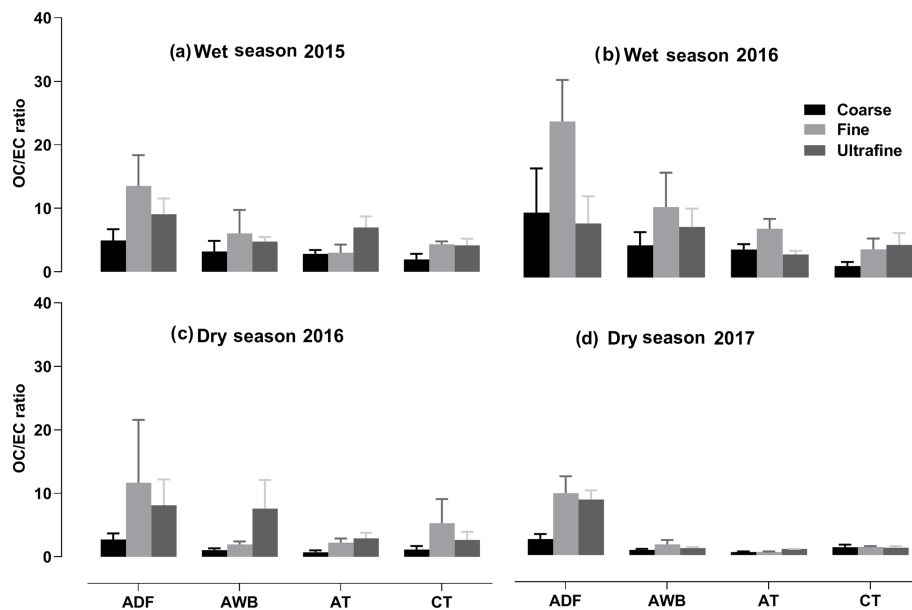 40
30
20
10
0
OC/EC ratio
(a) Wet season 2015
(b) Wet season 2016
Coarse
Fine
Ultrafine
40
30
20
10
0
OC/EC ratio
(c) Dry season 2016
(d) Dry season 2017
ADF AWB AT CT
ADF AWB AT CT